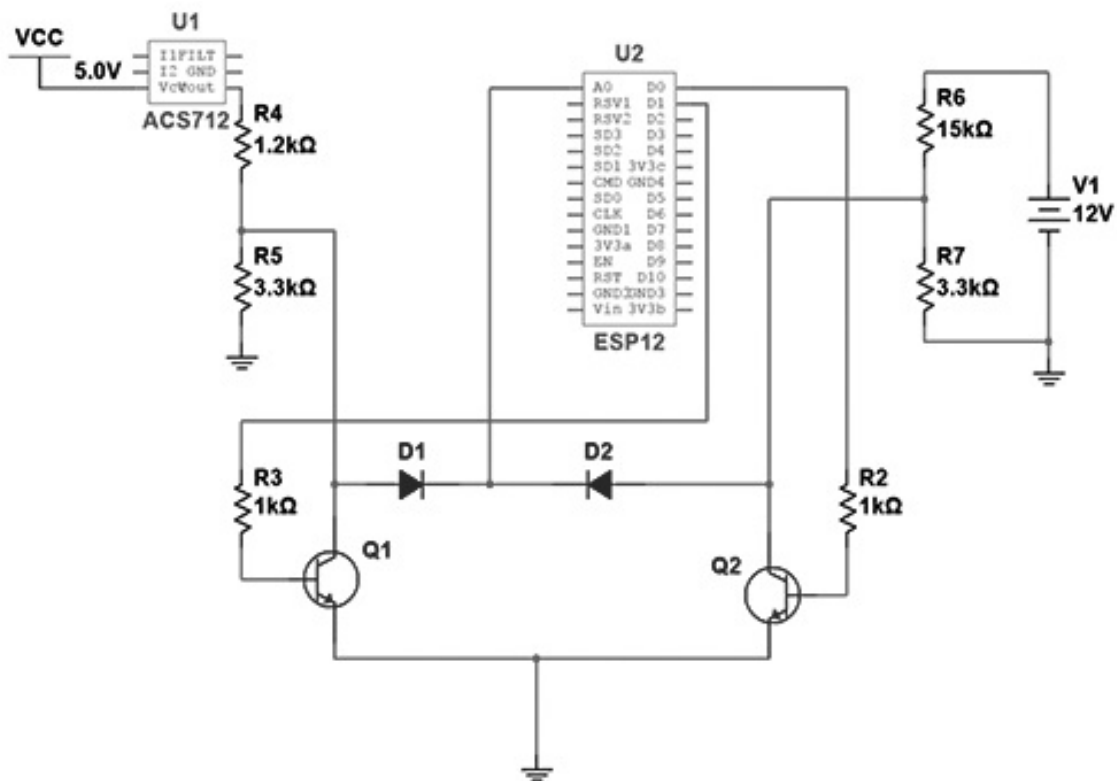 VCC
5.0V
U1
I1FILT
I2 GND
VcVout
ACS712
R4
1.2kΩ
R5
3.3kΩ
U2
A0 D0
RSV1 D1
RSV2 D2
SD3 D3
SD2 D4
SD1 3V3c
CMD GND4
SD0 D5
CLK D6
GND1 D7
3V3a D8
EN D9
RST D10
GND2GND3
Vin 3V3b
ESP12
R6
15kΩ
V1
12V
R7
3.3kΩ
D1
D2
R3
1kΩ
R2
1kΩ
Q1
Q2